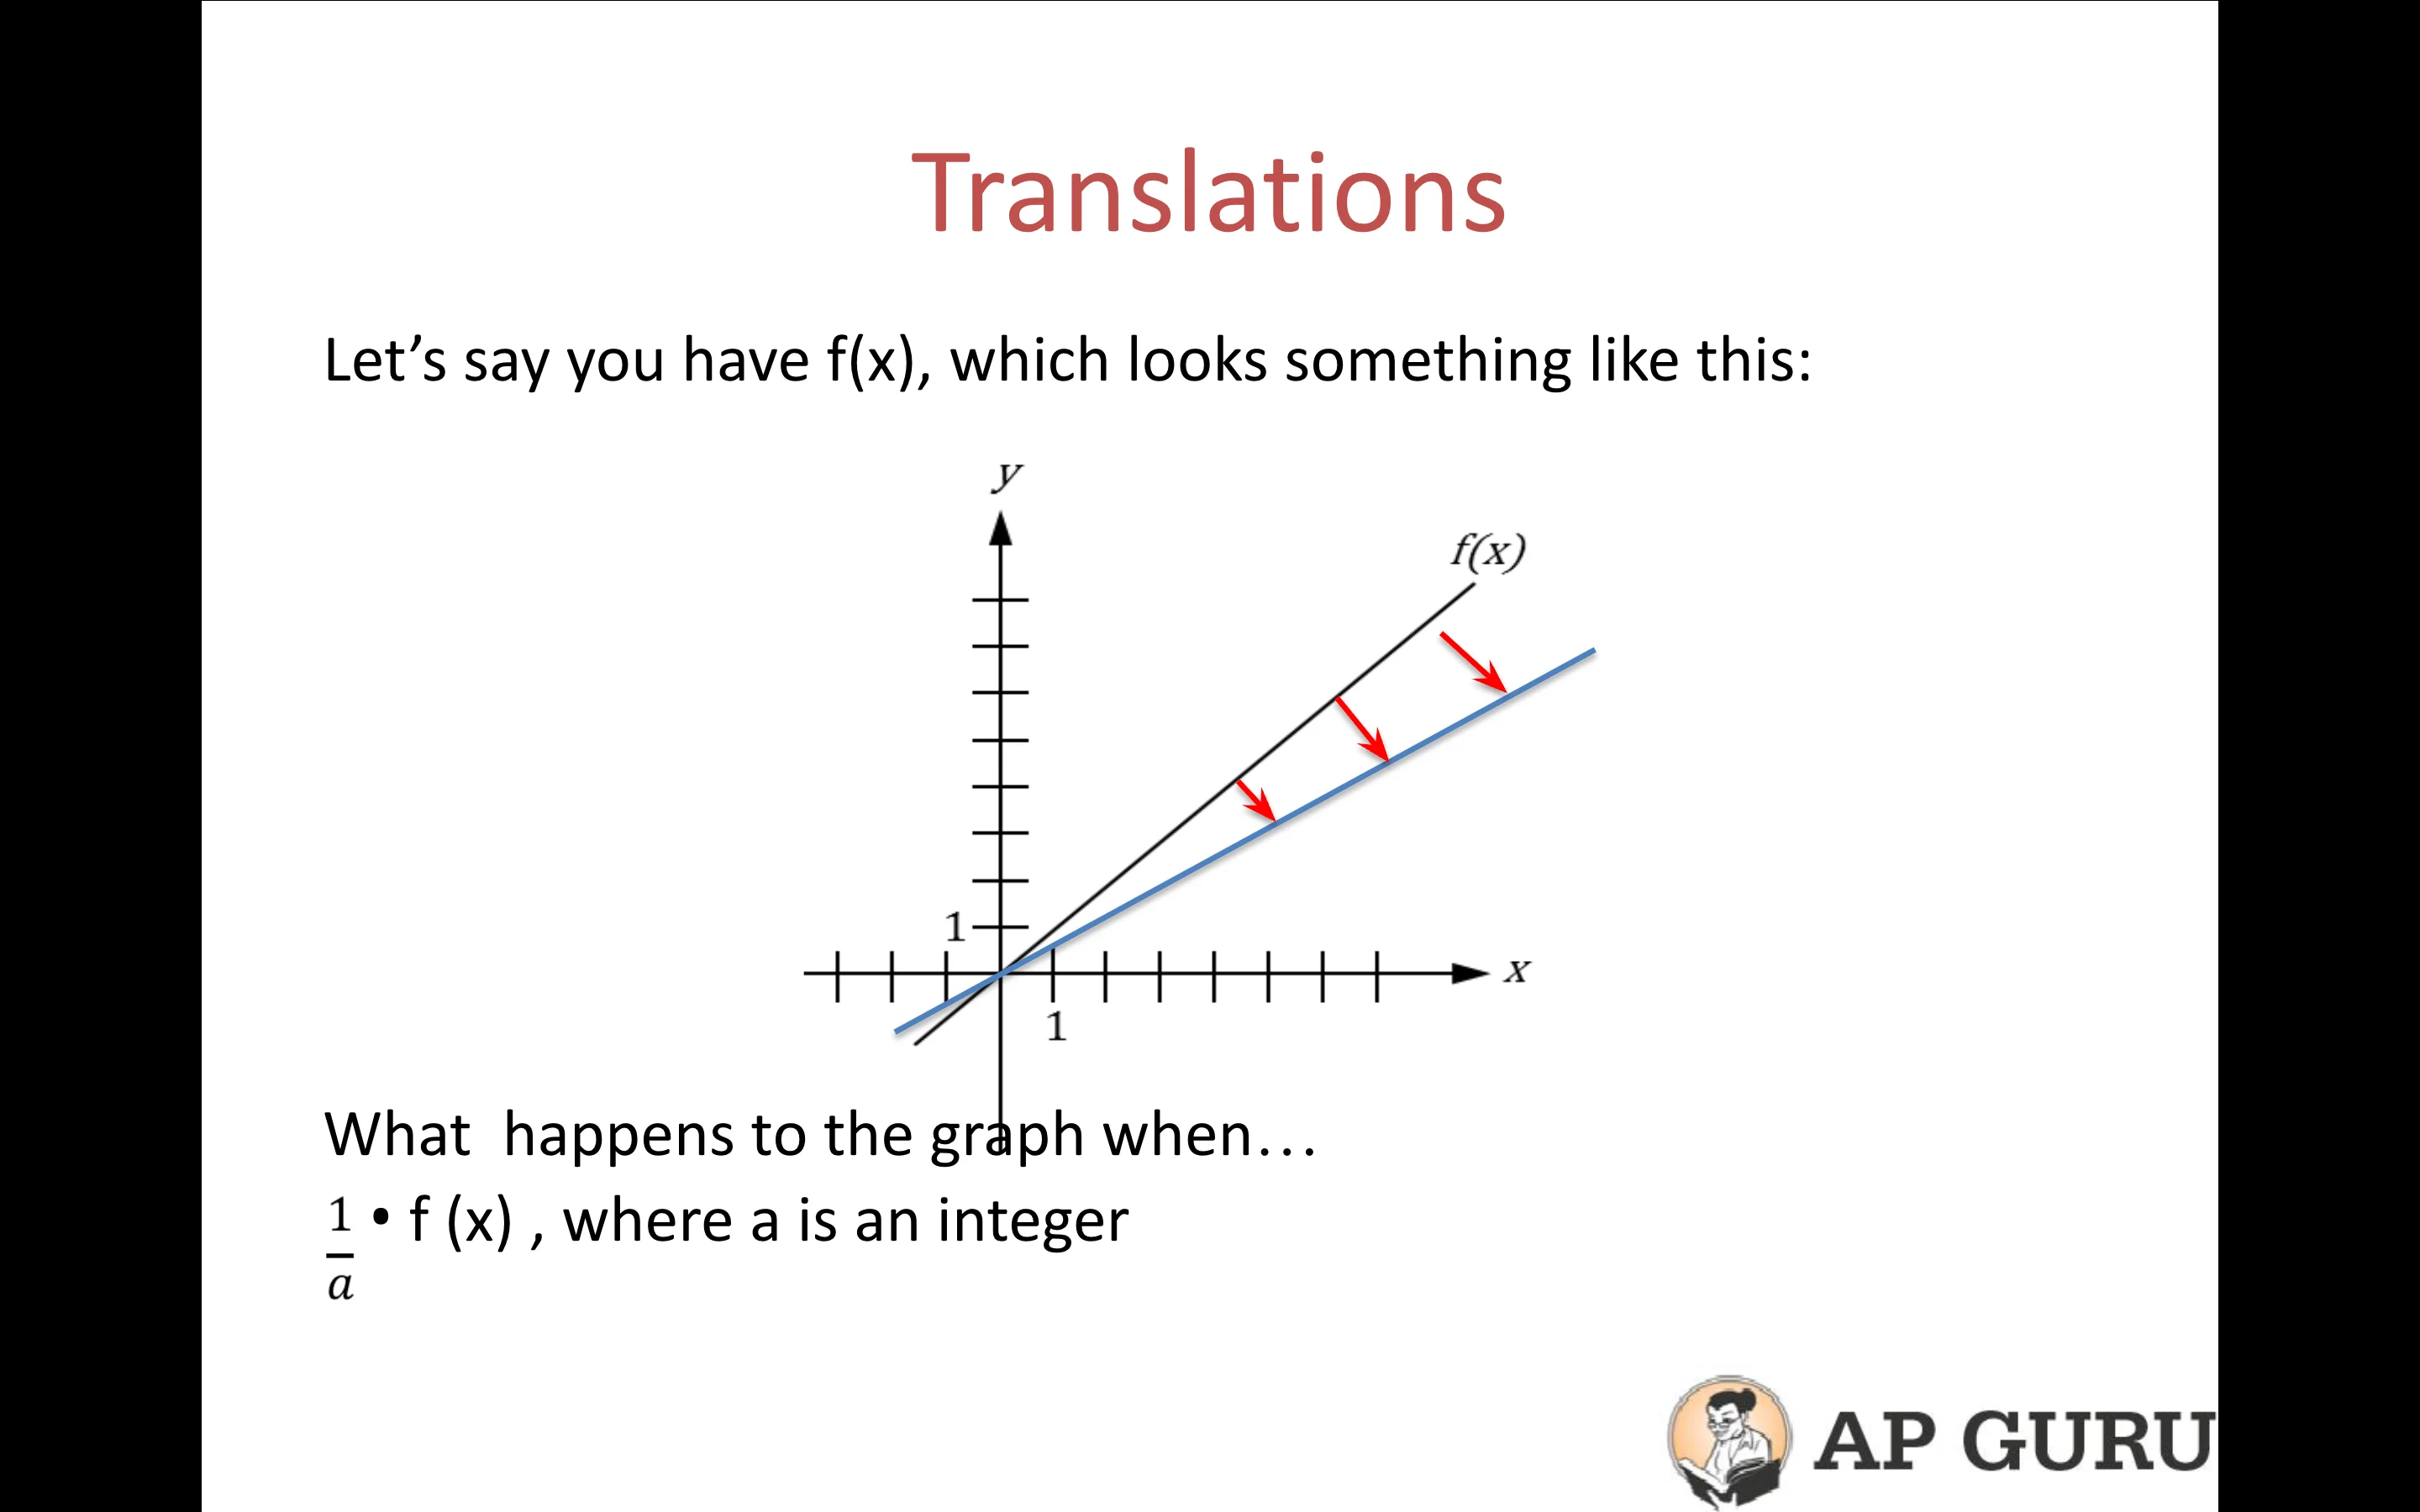 Translations
Let’s say you have f(x), which looks something like this:
y
f(x)
1
x
1
What  happens to the graph when…
1/a • f (x) , where a is an integer
AP GURU